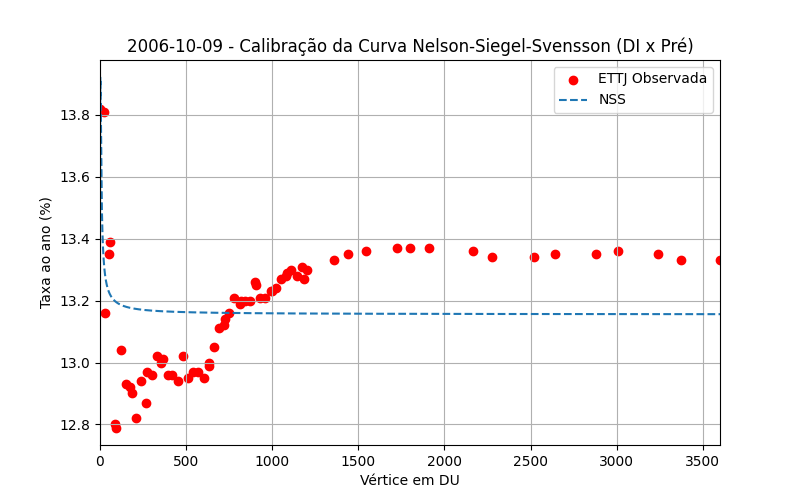 2006-10-09 - Calibração da Curva Nelson-Siegel-Svensson (DI x Pré)
ETTJ Observada
NSS
Taxa ao ano (%)
13.8
13.6
13.4
13.2
13.0
12.8
0 500 1000 1500 2000 2500 3000 3500
Vértice em DU